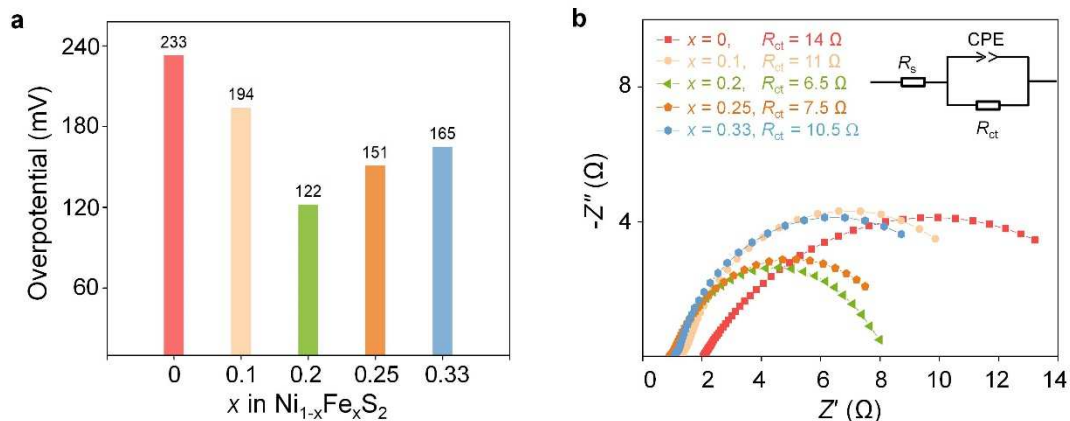 a
Overpotential (mV)
240
180
120
60
233
194
122
151
165
0 0.1 0.2 0.25 0.33
x in Ni₁₋ₓFeₓS₂
b
-Z'' (Ω)
8
4
x = 0, Rct = 14 Ω
x = 0.1, Rct = 11 Ω
x = 0.2, Rct = 6.5 Ω
x = 0.25, Rct = 7.5 Ω
x = 0.33, Rct = 10.5 Ω
CPE
Rs
Rct
0 2 4 6 8 10 12 14
Z' (Ω)